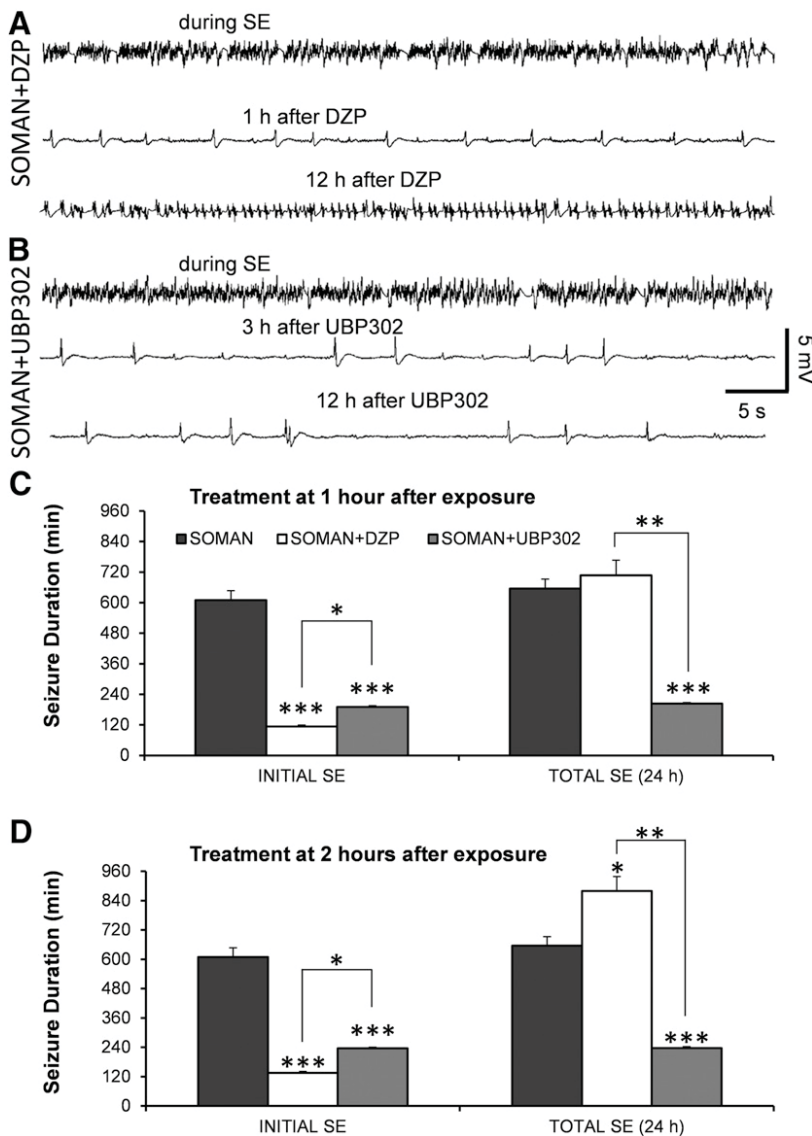 A
SOMAN+DZP
during SE
1 h after DZP
12 h after DZP
B
SOMAN+UBP302
during SE
3 h after UBP302
12 h after UBP302
5 mV
5 s
C
Treatment at 1 hour after exposure
Seizure Duration (min)
960
840
720
600
480
360
240
120
0
SOMAN SOMAN+DZP SOMAN+UBP302
***
*
***
**
***
INITIAL SE TOTAL SE (24 h)
D
Treatment at 2 hours after exposure
Seizure Duration (min)
960
840
720
600
480
360
240
120
0
***
*
***
*
**
***
INITIAL SE TOTAL SE (24 h)